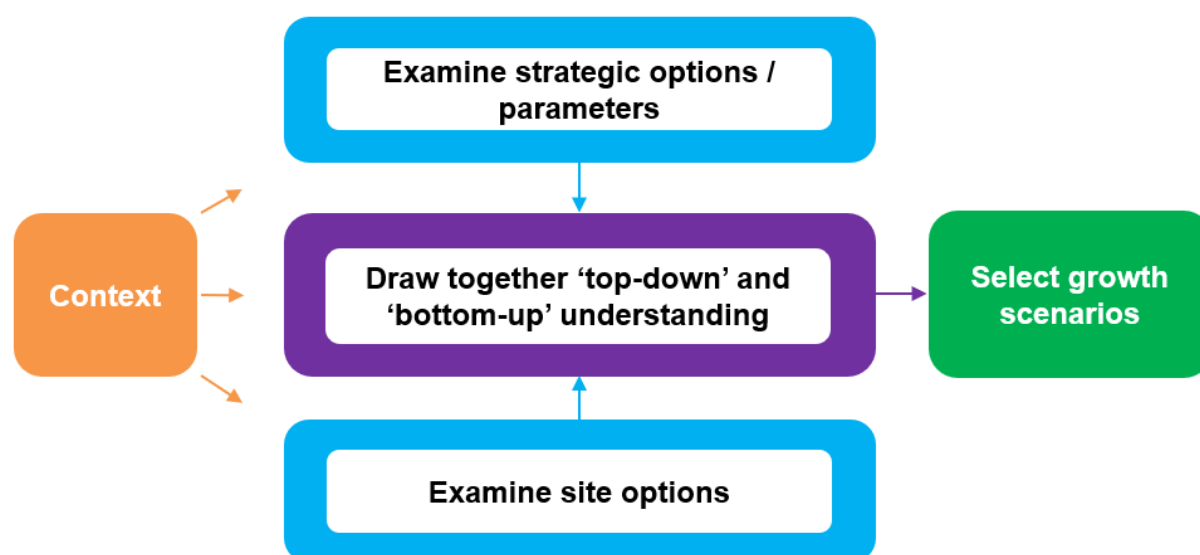 Examine strategic options /
parameters
Context
Draw together ‘top-down’ and
‘bottom-up’ understanding
Select growth
scenarios
Examine site options